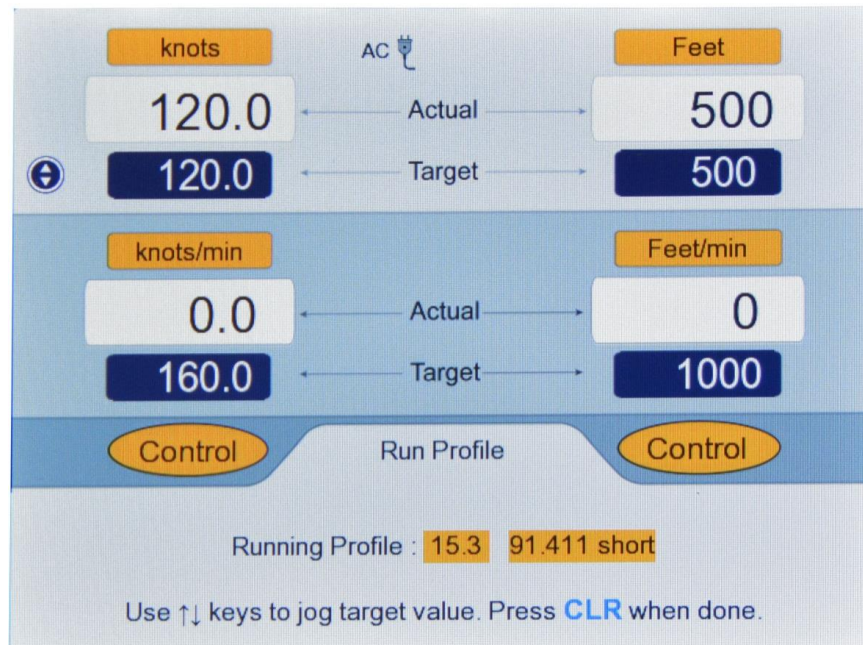 knots AC Feet
120.0 Actual 500
120.0 Target 500
knots/min Feet/min
0.0 Actual 0
160.0 Target 1000
Control Run Profile Control
Running Profile : 15.3 91.411 short
Use ↑↓ keys to jog target value. Press CLR when done.